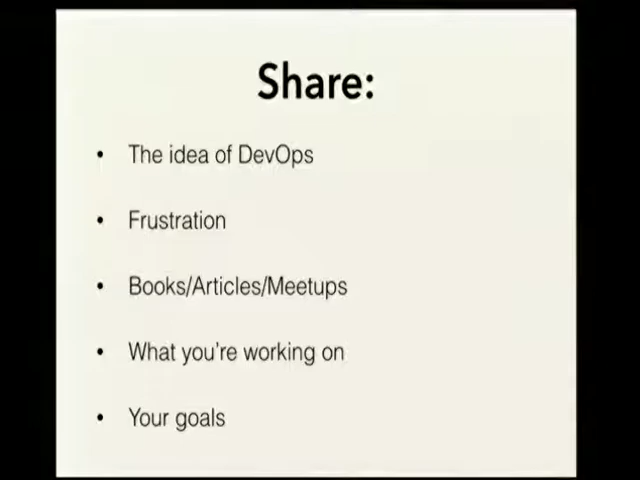 Share:
• The idea of DevOps
• Frustration
• Books/Articles/Meetups
• What you're working on
• Your goals